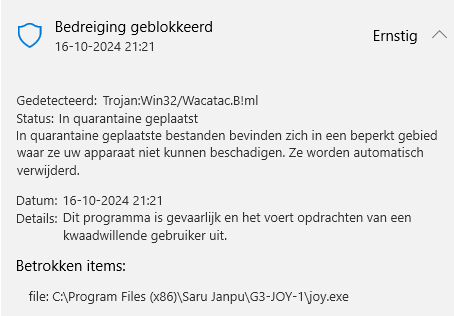 Bedreiging geblokkeerd
16-10-2024 21:21
Ernstig
Gedetecteerd: Trojan:Win32/Wacatac.B!ml
Status: In quarantaine geplaatst
In quarantaine geplaatste bestanden bevinden zich in een beperkt gebied
waar ze uw apparaat niet kunnen beschadigen. Ze worden automatisch
verwijderd.
Datum: 16-10-2024 21:21
Details: Dit programma is gevaarlijk en het voert opdrachten van een
kwaadwillende gebruiker uit.
Betrokken items:
file: C:\Program Files (x86)\Saru Janpu\G3-JOY-1\joy.exe